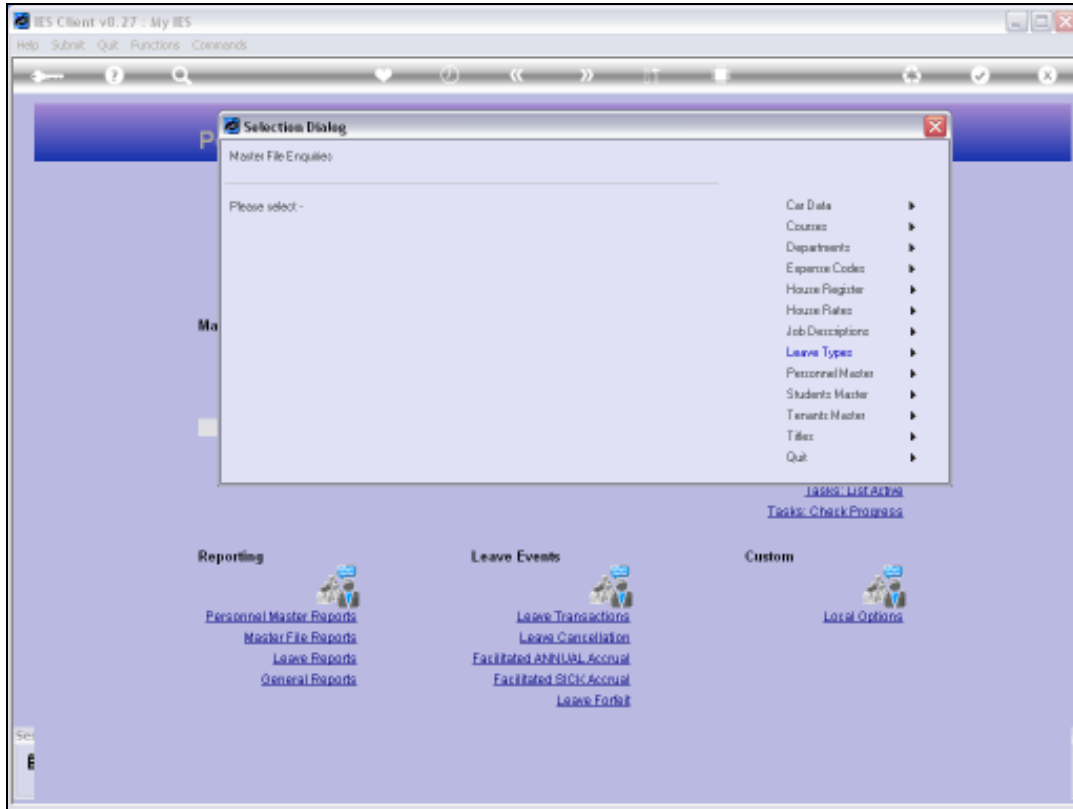 IES Client v8.27 : My IES
Help Submit Quit Functions Commands
Selection Dialog
Master File Enquiries
Please select -
Car Data
Courses
Departments
Expense Codes
House Register
House Rates
Job Descriptions
Leave Types
Personnel Master
Students Master
Tenants Master
Titles
Quit
P
Ma
Tasks: List Active
Tasks: Check Progress
Reporting
Personnel Master Reports
Master File Reports
Leave Reports
General Reports
Leave Events
Leave Transactions
Leave Cancellation
Facilitated ANNUAL Accrual
Facilitated SICK Accrual
Leave Forfeit
Custom
Local Options
Se